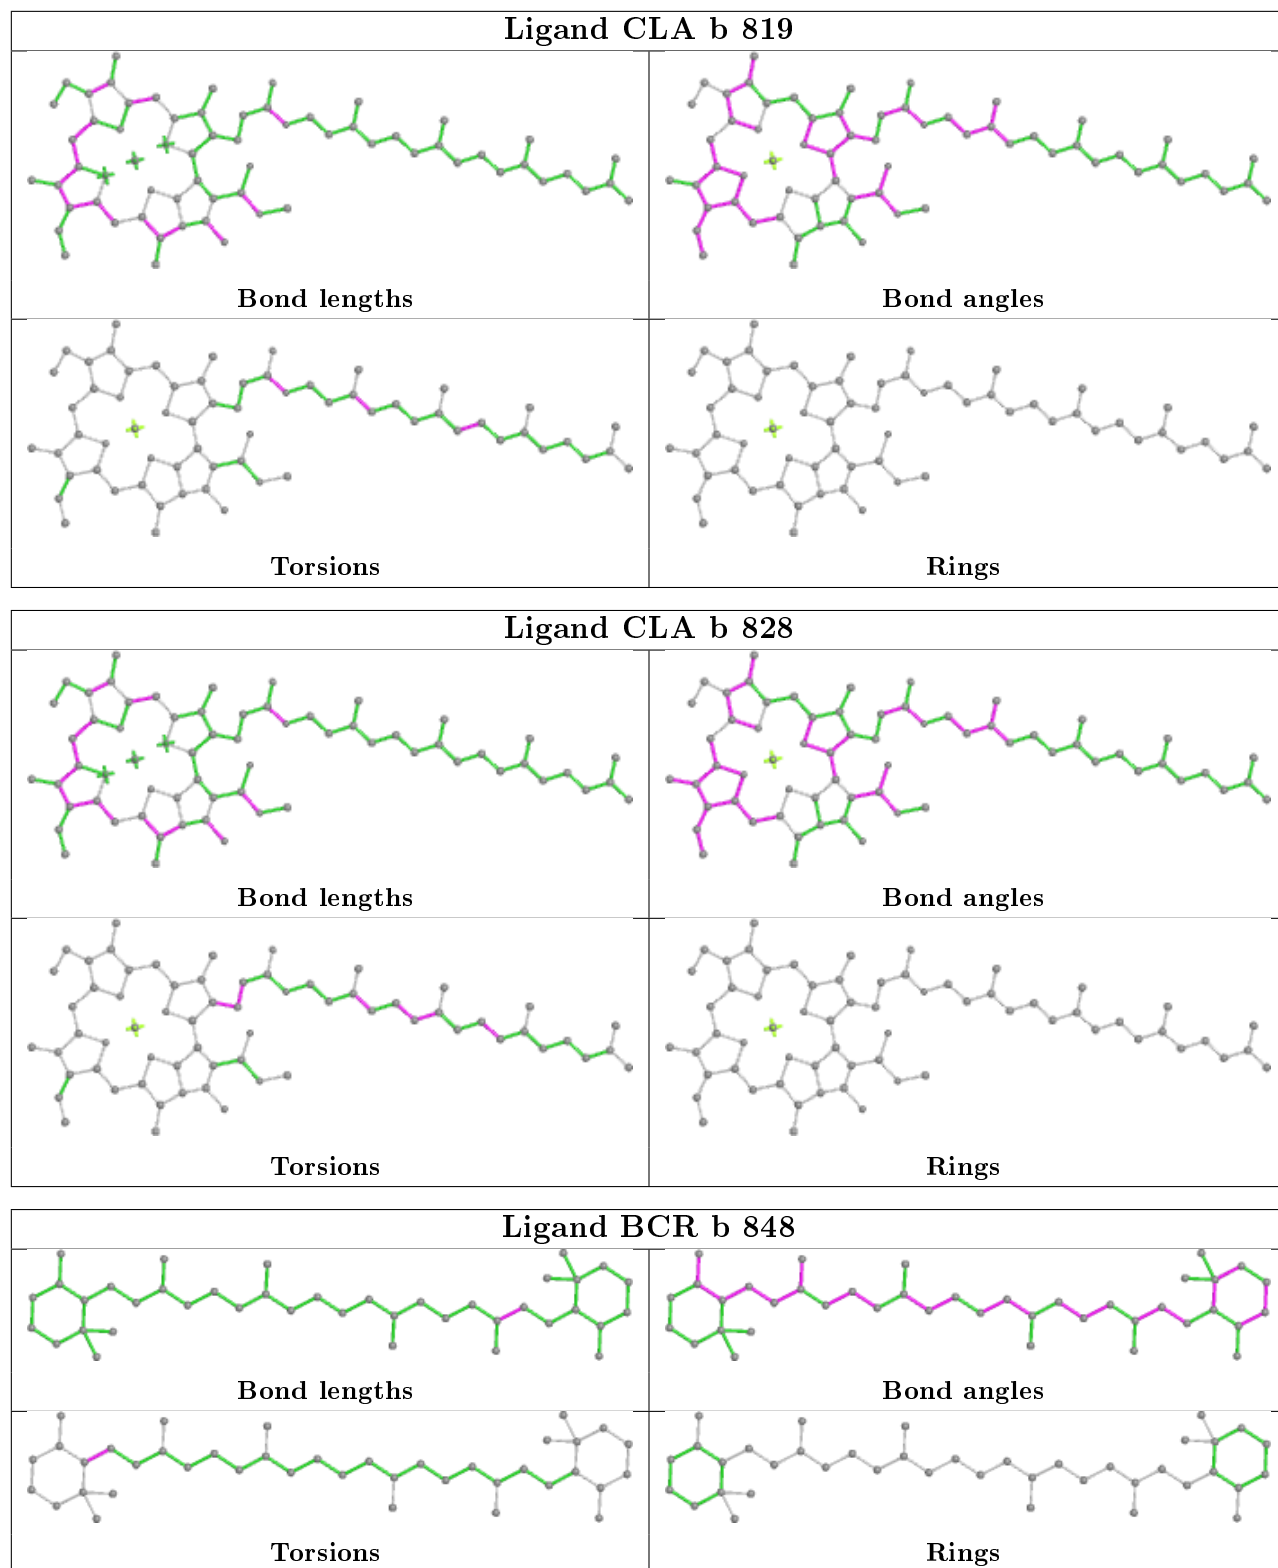 Ligand CLA b 819
Bond lengths
Bond angles
Torsions
Rings
Ligand CLA b 828
Bond lengths
Bond angles
Torsions
Rings
Ligand BCR b 848
Bond lengths
Bond angles
Torsions
Rings